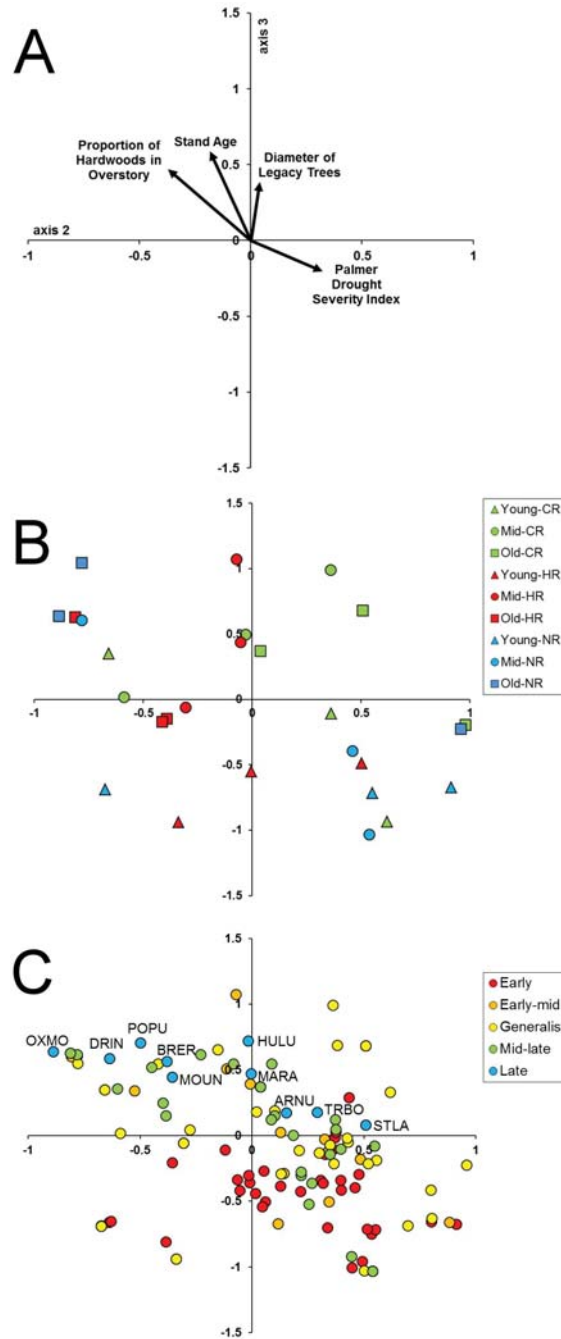 A
1.5
axis 3
1
Proportion of
Hardwoods in
Overstory
Stand Age
0.5
Diameter of
Legacy Trees
axis 2
0
-1
-0.5
0
0.5
1
Palmer
Drought
Severity Index
-0.5
-1
-1.5
B
1.5
1
0.5
0
-1
-0.5
0
0.5
1
-0.5
-1
-1.5
Young-CR
Mid-CR
Old-CR
Young-HR
Mid-HR
Old-HR
Young-NR
Mid-NR
Old-NR
C
1.5
1
OXMO
DRIN
POPU
BRER
MOUN
HULU
0.5
MARA
ARNU
TRBO
STLA
0
-1
-0.5
0
0.5
1
-0.5
-1
-1.5
Early
Early-mid
Generalis
Mid-late
Late